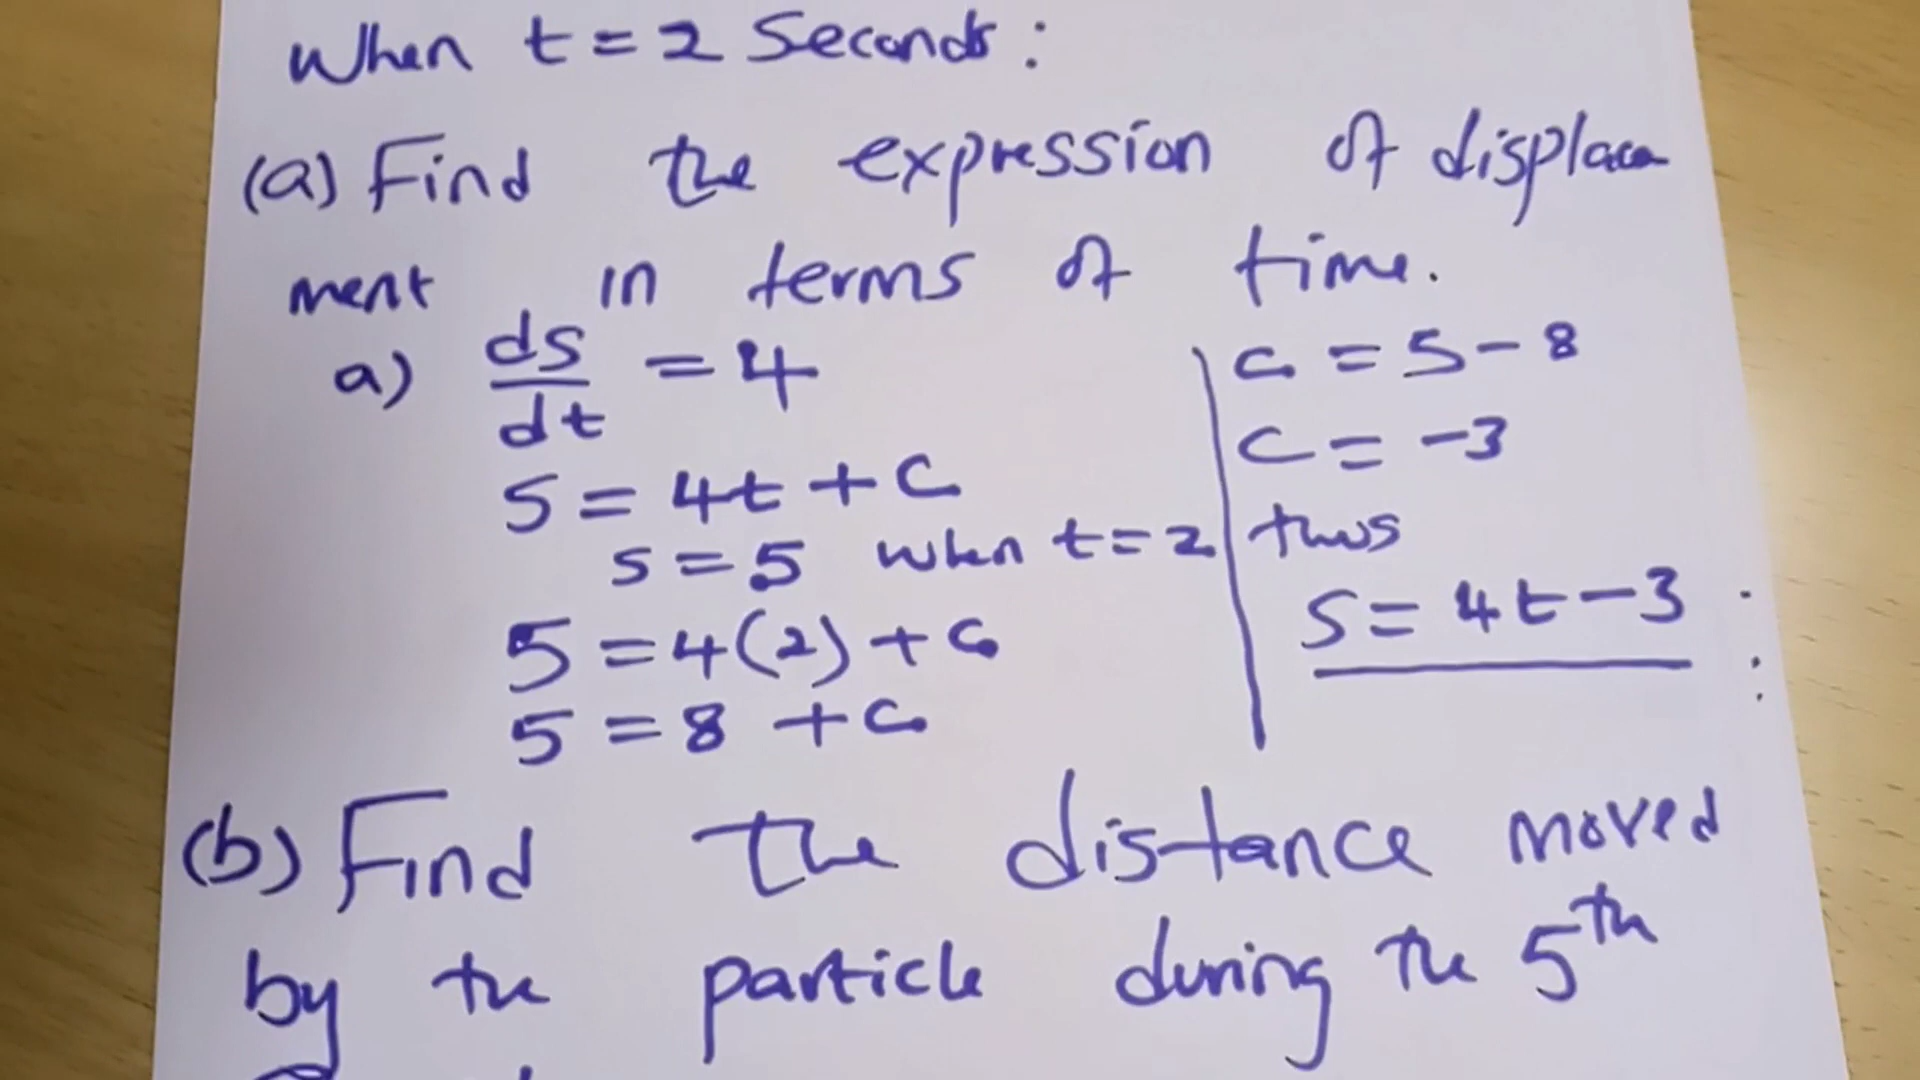 When t = 2 Seconds:
(a) Find the expression of displace
ment in terms of time.
a) ds/dt = 4
S = 4t + C
s = 5 when t = 2
5 = 4(2) + C
5 = 8 + C
C = 5 - 8
C = -3
thus
S = 4t - 3
(b) Find the distance moved
by the particle during the 5th